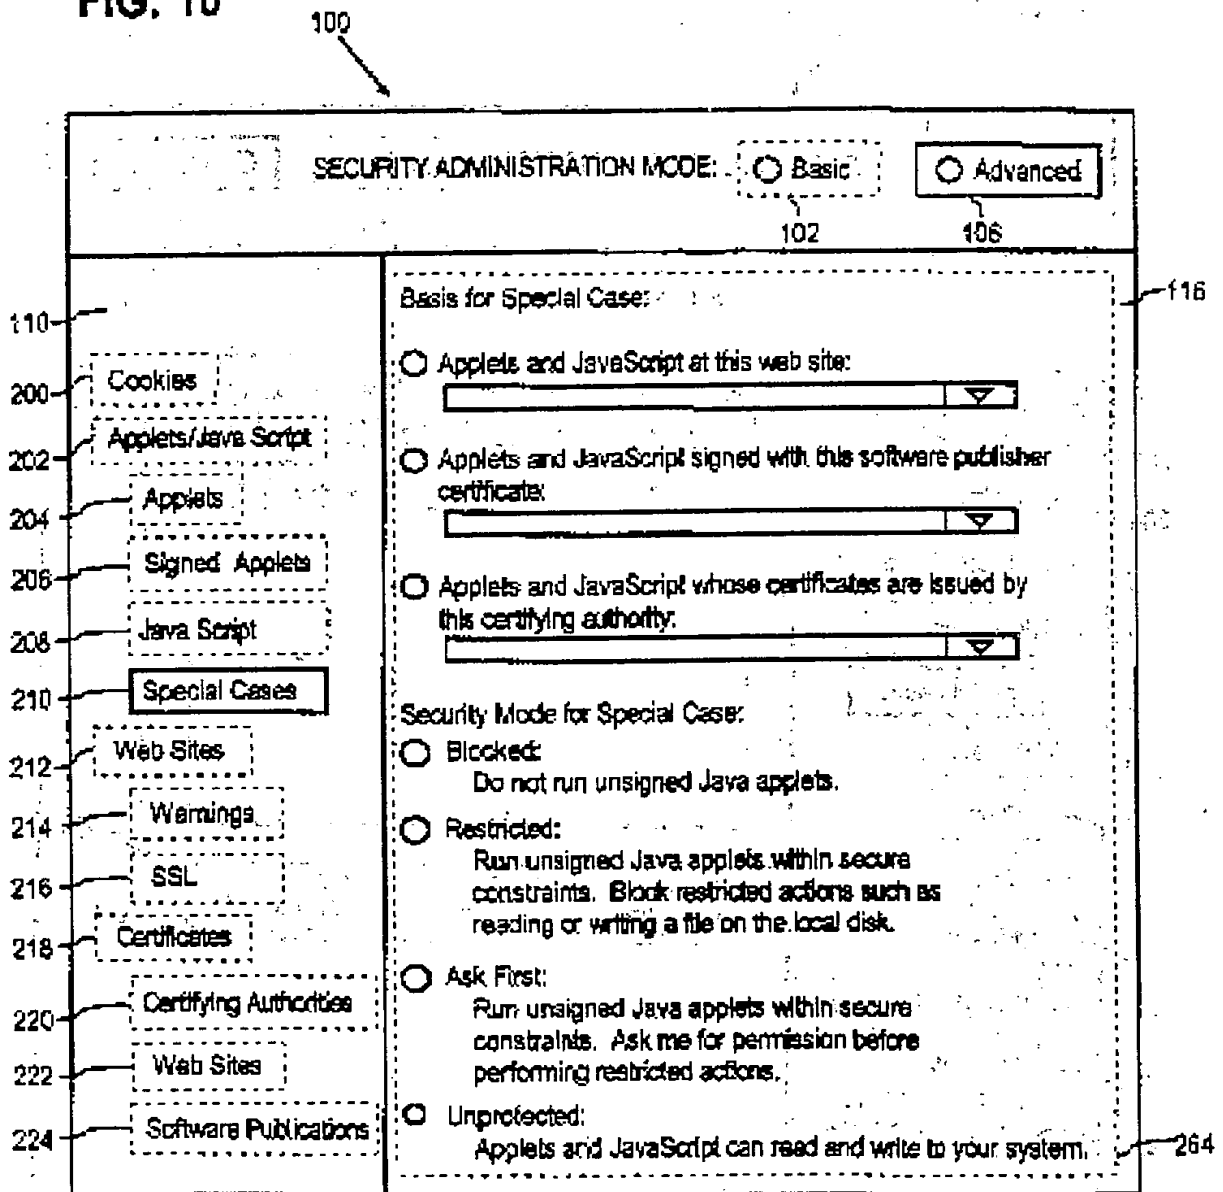 FIG. 10
100
SECURITY ADMINISTRATION MODE: Basic Advanced
102 106
110
200 Cookies
202 Applets/Java Script
204 Applets
206 Signed Applets
208 Java Script
210 Special Cases
212 Web Sites
214 Warnings
216 SSL
218 Certificates
220 Certifying Authorities
222 Web Sites
224 Software Publications
Basis for Special Case:
116
Applets and JavaScript at this web site:
Applets and JavaScript signed with this software publisher
certificate:
Applets and JavaScript whose certificates are issued by
this certifying authority:
Security Mode for Special Case:
Blocked:
Do not run unsigned Java applets.
Restricted:
Run unsigned Java applets within secure
constraints. Block restricted actions such as
reading or writing a file on the local disk.
Ask First:
Run unsigned Java applets within secure
constraints. Ask me for permission before
performing restricted actions.
Unprotected:
Applets and JavaScript can read and write to your system.
264